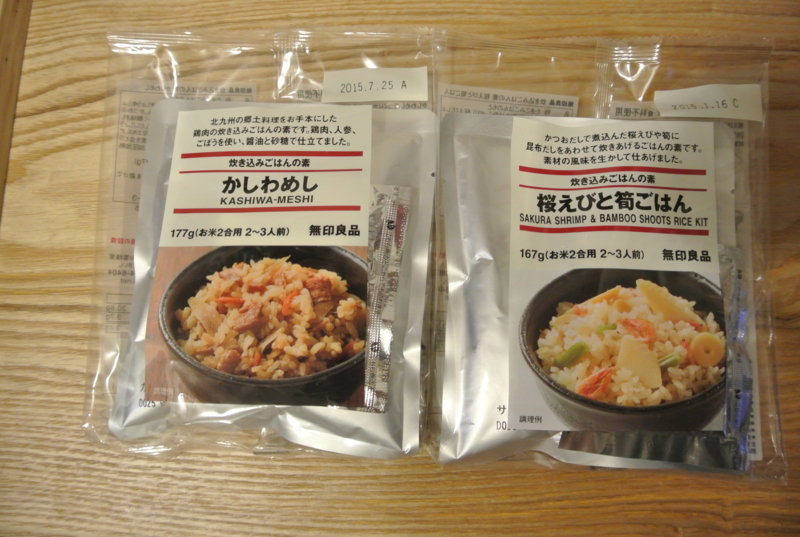 2015.7.25 A
北九州の郷土料理をお手本にした
鶏肉の炊き込みごはんの素です。鶏肉、人参、
ごぼうを使い、醤油と砂糖で仕立てました。
炊き込みごはんの素
かしわめし
KASHIWA-MESHI
177g(お米2合用 2〜3人前)
無印良品
調理例
D025
かつおだしで煮込んだ桜えびや筍に
昆布だしをあわせて炊きあげるごはんの素です。
素材の風味を生かして仕あげました。
炊き込みごはんの素
桜えびと筍ごはん
SAKURA SHRIMP & BAMBOO SHOOTS RICE KIT
167g(お米2合用 2〜3人前)
無印良品
調理例
サ